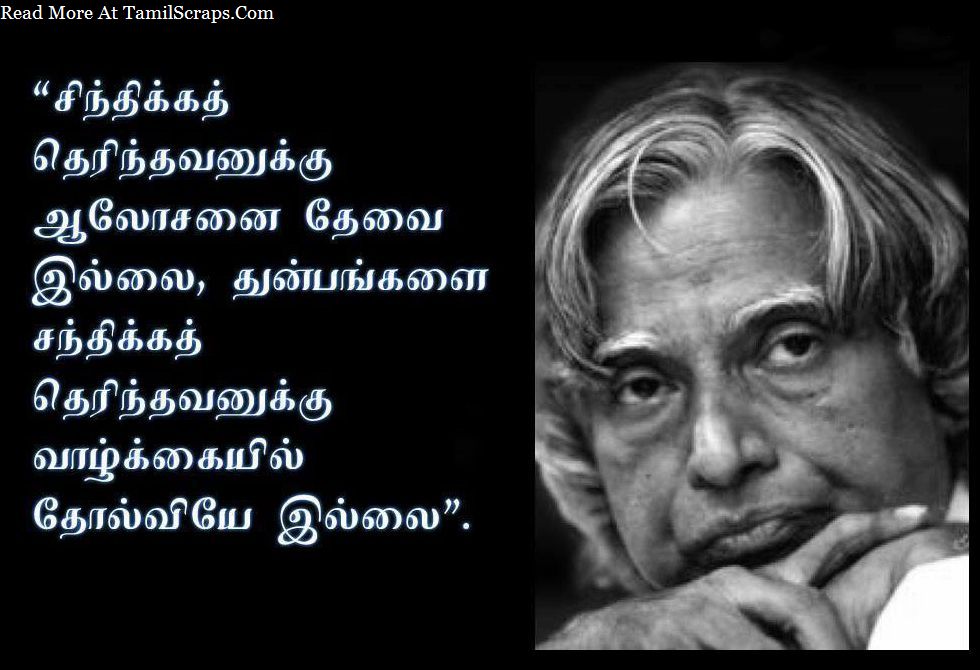 Read More At TamilScraps.Com
“சிந்திக்கத்
தெரிந்தவனுக்கு
ஆலோசனை தேவை
இல்லை, துன்பங்களை
சந்திக்கத்
தெரிந்தவனுக்கு
வாழ்க்கையில்
தோல்வியே இல்லை”.